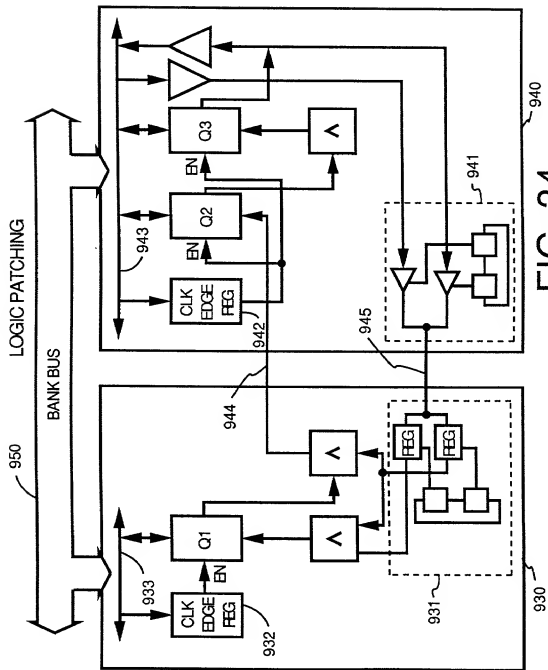 LOGIC PATCHING
950
BANK BUS
933
943
CLK
EDGE
REG
EN
Q1
932
944
CLK
EDGE
REG
942
EN
Q2
EN
Q3
REG
REG
931
930
945
941
940
FIG.